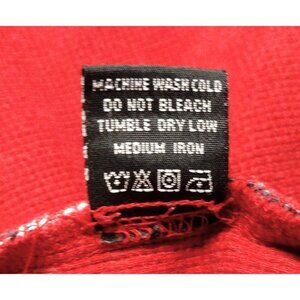 MACHINE WASH COLD
DO NOT BLEACH
TUMBLE DRY LOW
MEDIUM IRON